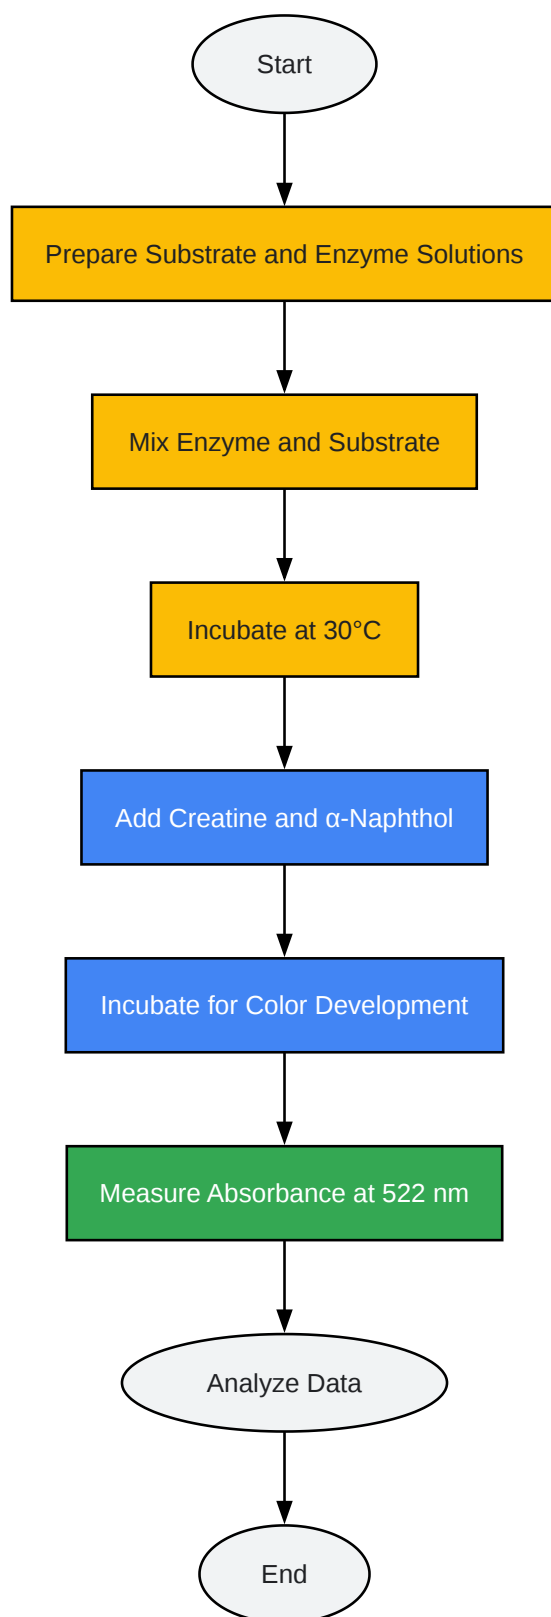 Start
Prepare Substrate and Enzyme Solutions
Mix Enzyme and Substrate
Incubate at 30°C
Add Creatine and α-Naphthol
Incubate for Color Development
Measure Absorbance at 522 nm
Analyze Data
End